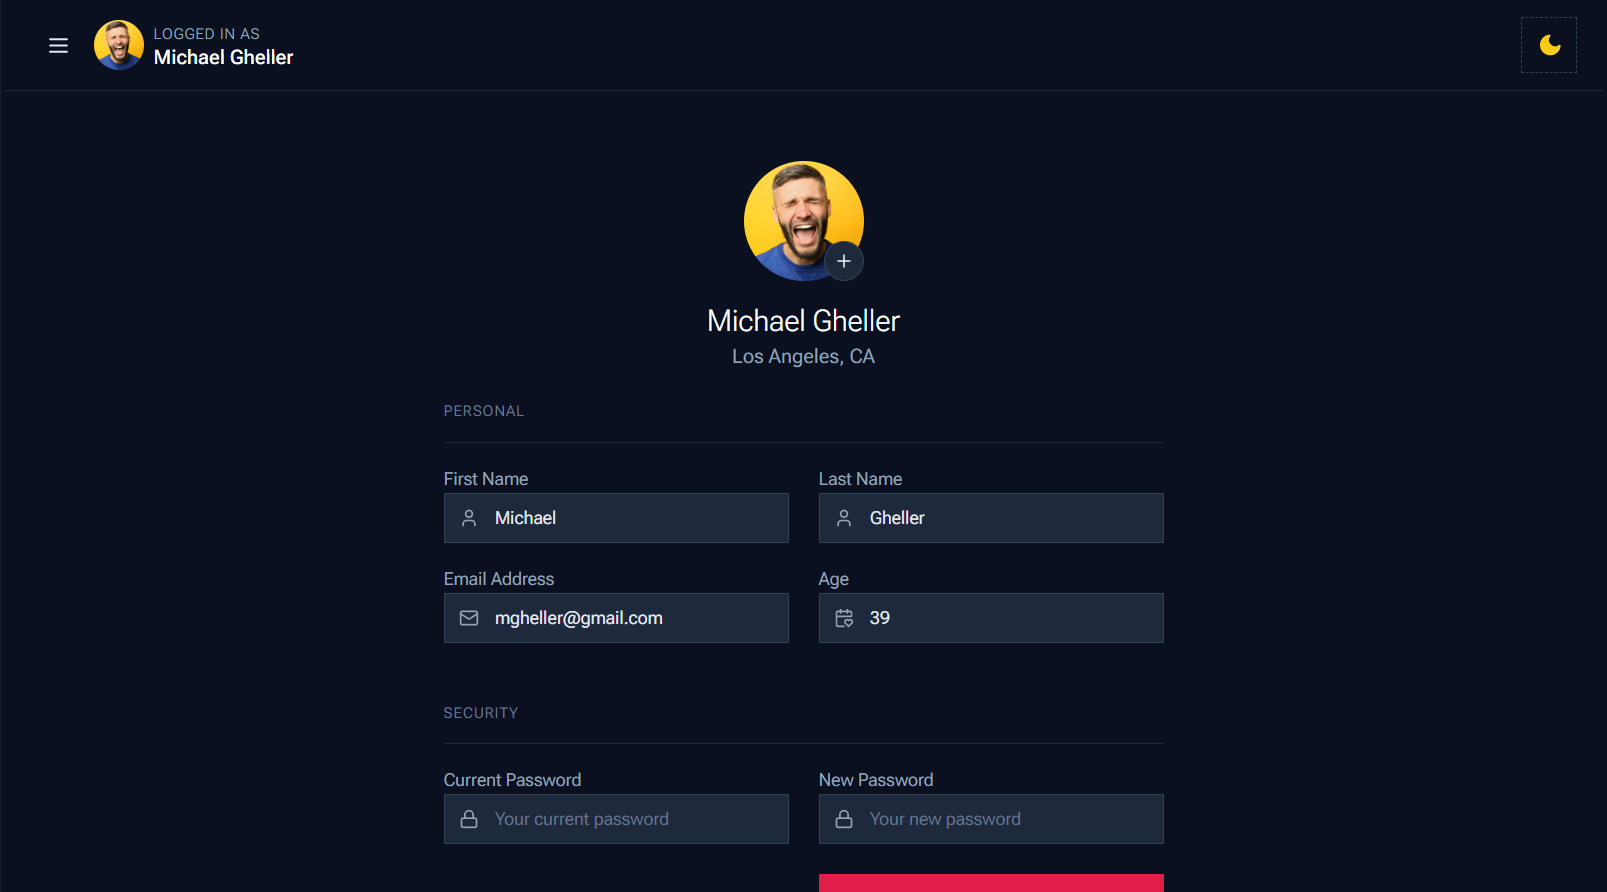 LOGGED IN AS
Michael Gheller
Michael Gheller
Los Angeles, CA
PERSONAL
First Name
Last Name
Michael
Gheller
Email Address
Age
mgheller@gmail.com
39
SECURITY
Current Password
New Password
Your current password
Your new password